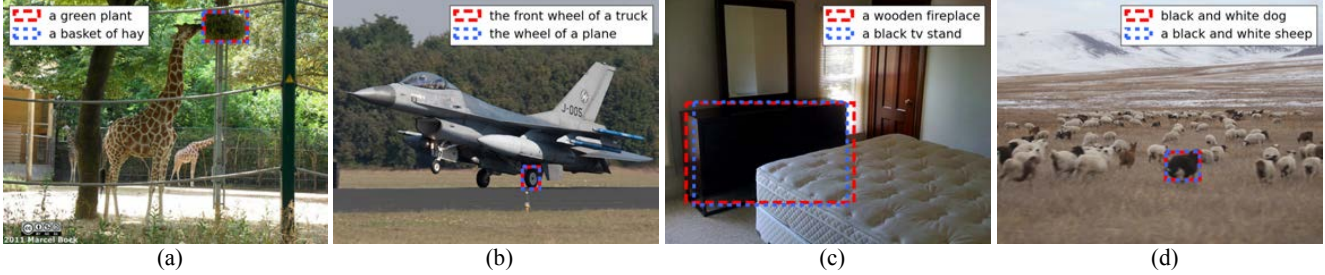 a green plant
a basket of hay
2011 Marcel Bock
(a)
the front wheel of a truck
the wheel of a plane
J-005
(b)
a wooden fireplace
a black tv stand
(c)
black and white dog
a black and white sheep
(d)